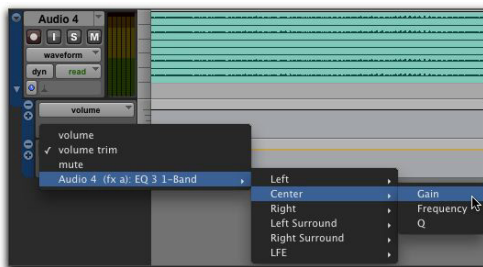 Audio 4
I S M
waveform
dyn read
volume
volume
✓ volume trim
mute
Audio 4 (fx a): EQ 3 1-Band
Left
Center
Right
Left Surround
Right Surround
LFE
Gain
Frequency
Q